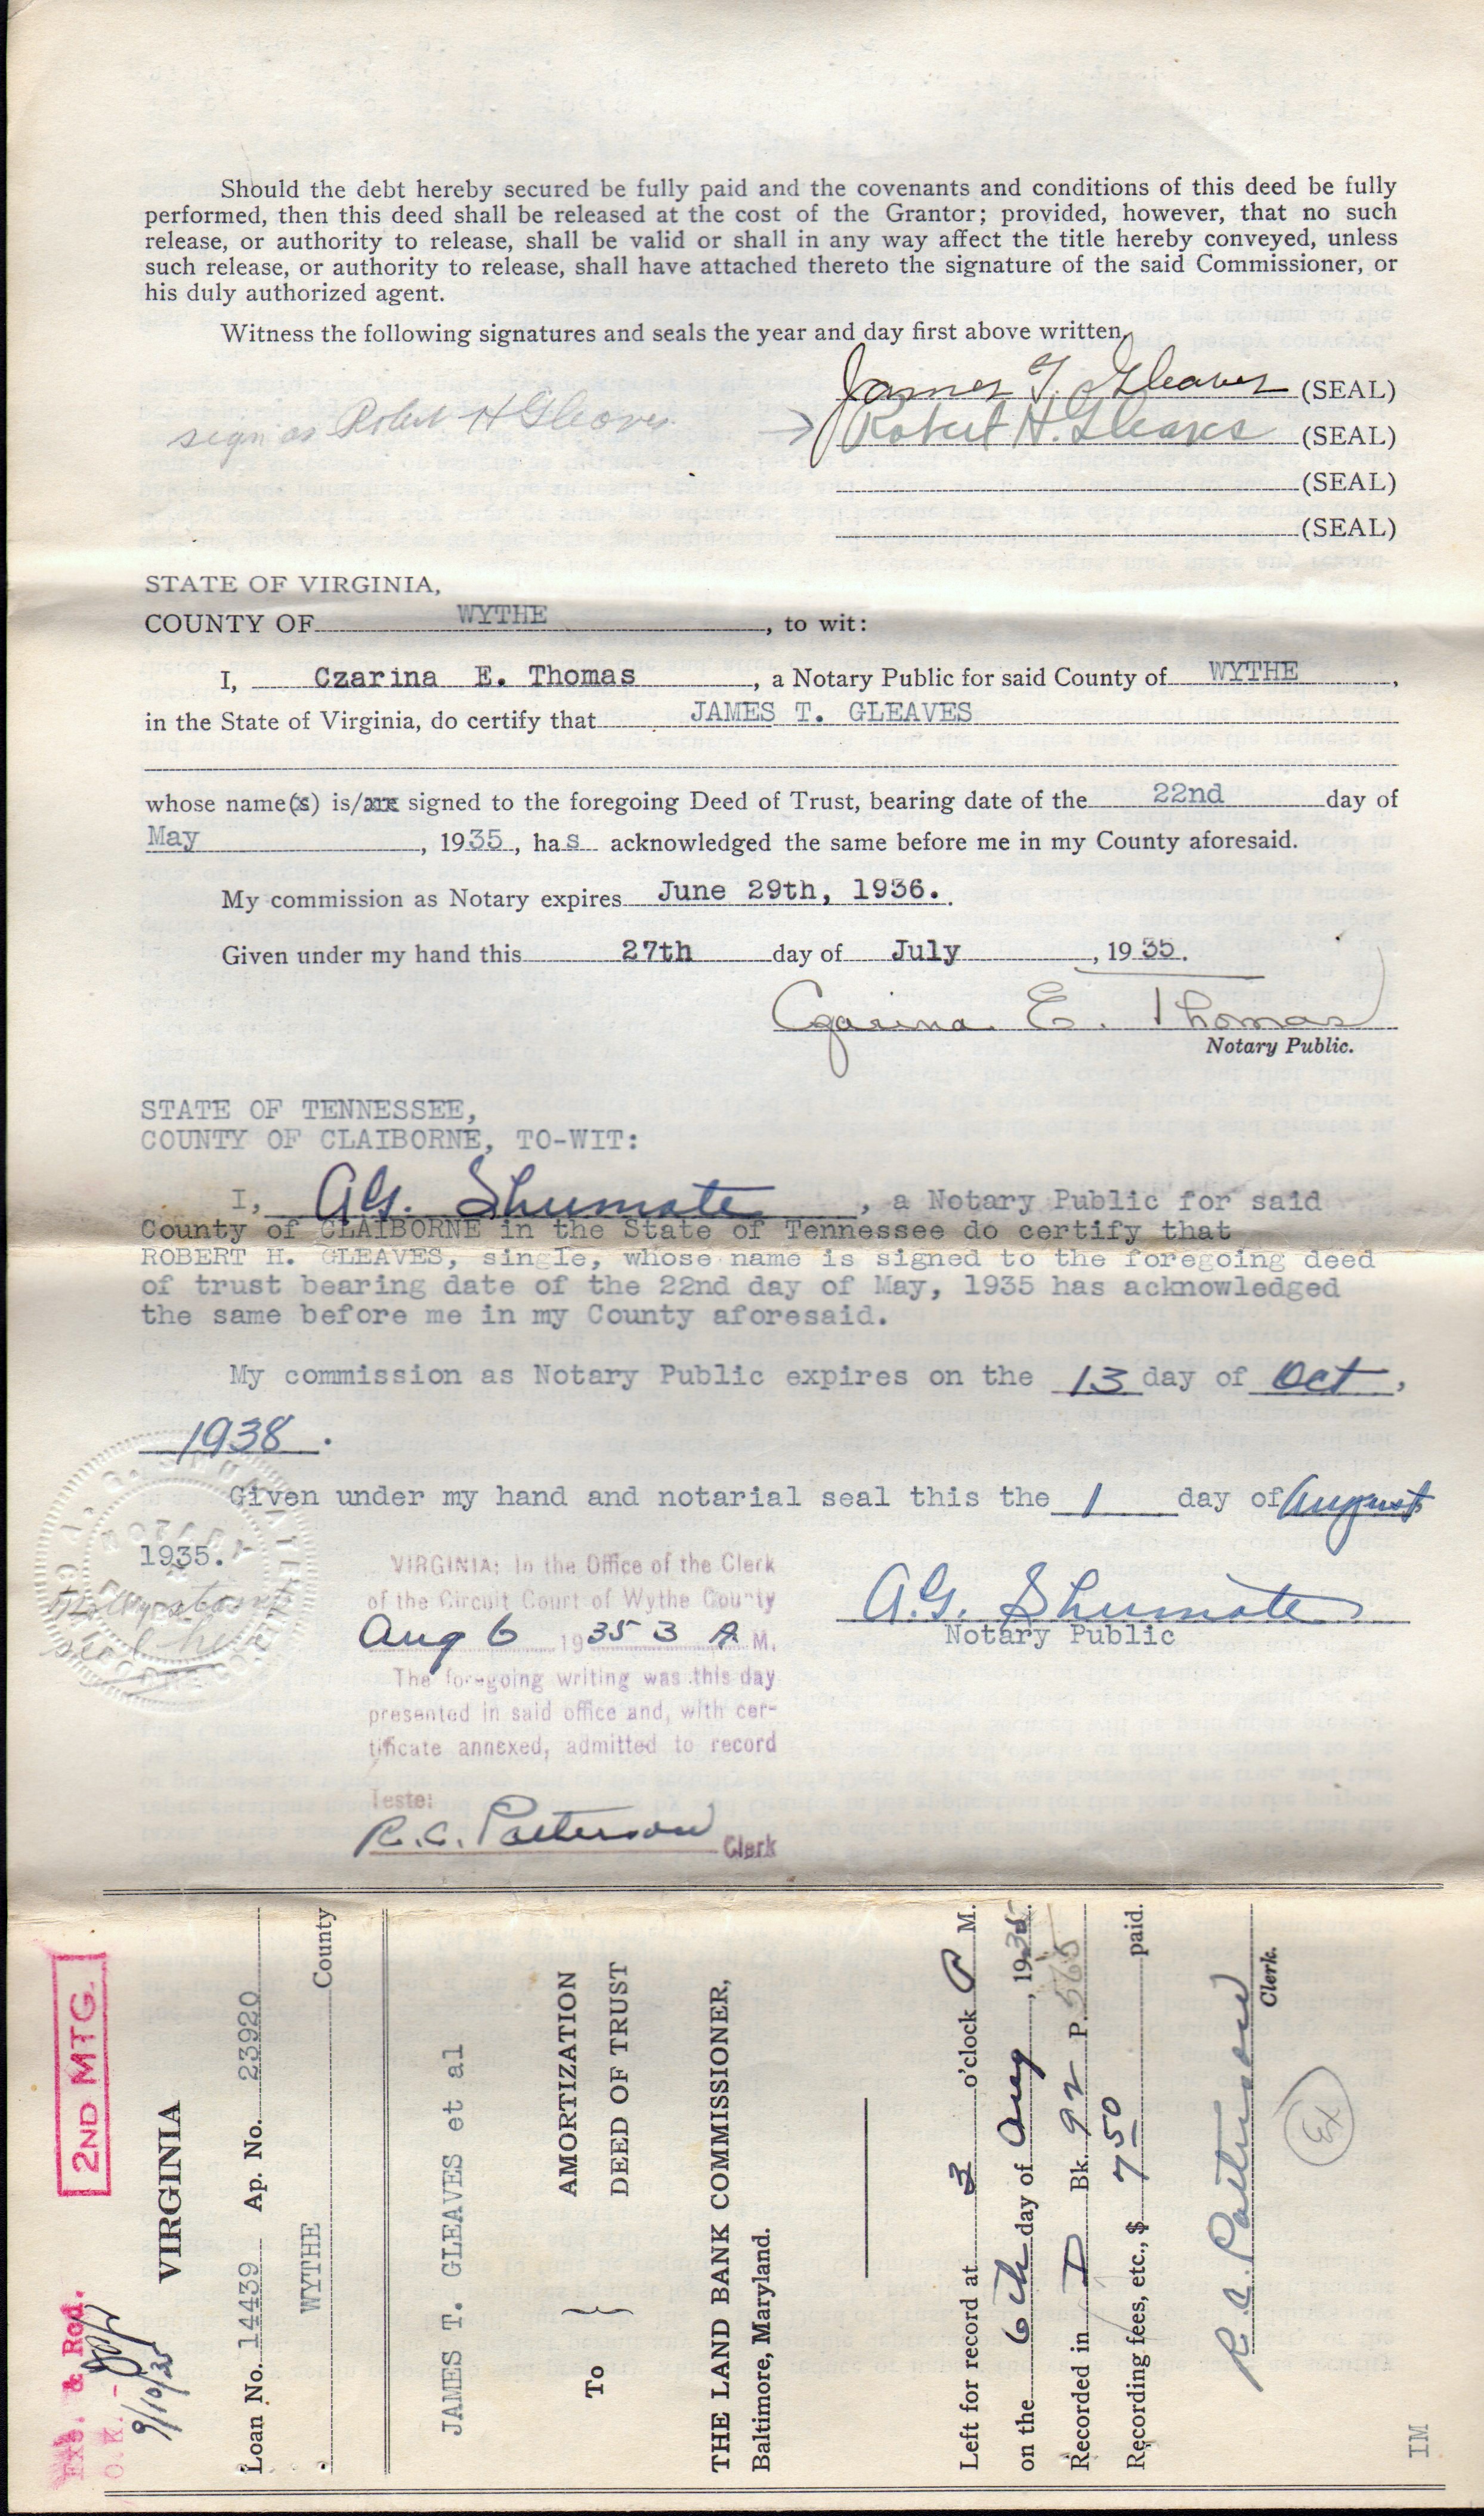 Should the debt hereby secured be fully paid and the covenants and conditions of this deed be fully
performed, then this deed shall be released at the cost of the Grantor; provided, however, that no such
release, or authority to release, shall be valid or shall in any way affect the title hereby conveyed, unless
such release, or authority to release, shall have attached thereto the signature of the said Commissioner, or
his duly authorized agent.
Witness the following signatures and seals the year and day first above written.
James T. Gleaves (SEAL)
sign as Robert H Gleaves → Robert H. Gleaves (SEAL)
(SEAL)
(SEAL)
STATE OF VIRGINIA,
COUNTY OF WYTHE, to wit:
I, Czarina E. Thomas, a Notary Public for said County of WYTHE,
in the State of Virginia, do certify that JAMES T. GLEAVES
whose name(s) is/are signed to the foregoing Deed of Trust, bearing date of the 22nd day of
May, 1935, has acknowledged the same before me in my County aforesaid.
My commission as Notary expires June 29th, 1936.
Given under my hand this 27th day of July, 1935.
Czarina E. Thomas
Notary Public.
STATE OF TENNESSEE,
COUNTY OF CLAIBORNE, TO-WIT:
I, A.G. Shumate, a Notary Public for said
County of CLAIBORNE in the State of Tennessee do certify that
ROBERT H. GLEAVES, single, whose name is signed to the foregoing deed
of trust bearing date of the 22nd day of May, 1935 has acknowledged
the same before me in my County aforesaid.
My commission as Notary Public expires on the 13 day of Oct,
1938.
Given under my hand and notarial seal this the 1 day of August
1935.
A.G. Shumate
Notary Public
VIRGINIA: In the Office of the Clerk
of the Circuit Court of Wythe County
Aug 6 1935 3 P. M.
The foregoing writing was this day
presented in said office and, with cer-
tificate annexed, admitted to record
Teste:
R.C. Patterson Clerk
Exe. & Rcd.
O.K. -
9/10/35
2ND MTG.
VIRGINIA
Loan No. 14439 Ap. No. 23920
WYTHE County
JAMES T. GLEAVES et al
To } AMORTIZATION
DEED OF TRUST
THE LAND BANK COMMISSIONER,
Baltimore, Maryland.
Left for record at 3 o'clock P M.
on the 6th day of Aug, 1935.
Recorded in D Bk. 92 P. 565
Recording fees, etc., $ 7 50 paid.
R.C. Patterson
Clerk.
Ex
IM